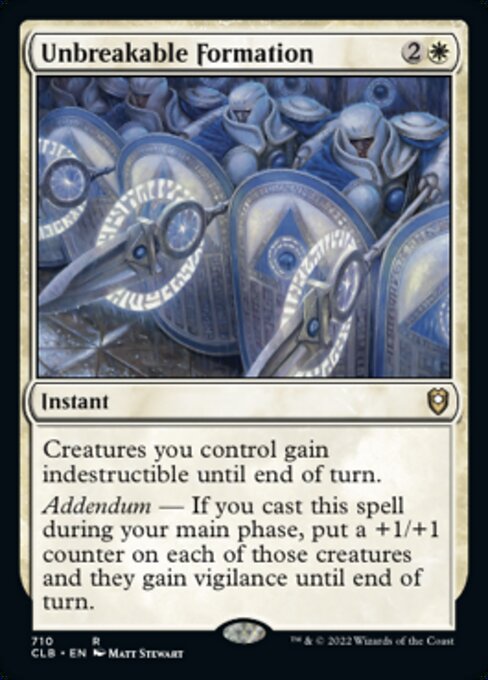 Unbreakable Formation 2
Instant
Creatures you control gain
indestructible until end of turn.
Addendum — If you cast this spell
during your main phase, put a +1/+1
counter on each of those creatures
and they gain vigilance until end of
turn.
710 R
CLB • EN Matt Stewart
™ & © 2022 Wizards of the Coast